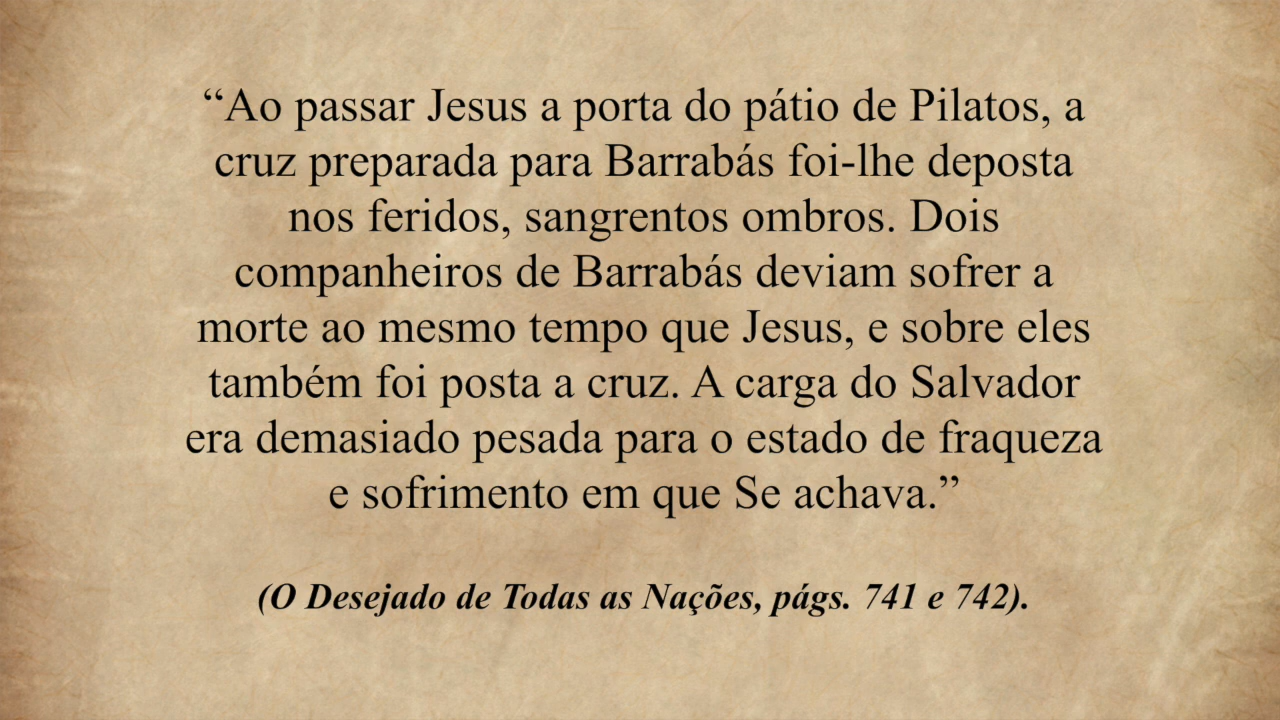 “Ao passar Jesus a porta do pátio de Pilatos, a
cruz preparada para Barrabás foi-lhe deposta
nos feridos, sangrentos ombros. Dois
companheiros de Barrabás deviam sofrer a
morte ao mesmo tempo que Jesus, e sobre eles
também foi posta a cruz. A carga do Salvador
era demasiado pesada para o estado de fraqueza
e sofrimento em que Se achava.”
(O Desejado de Todas as Nações, págs. 741 e 742).